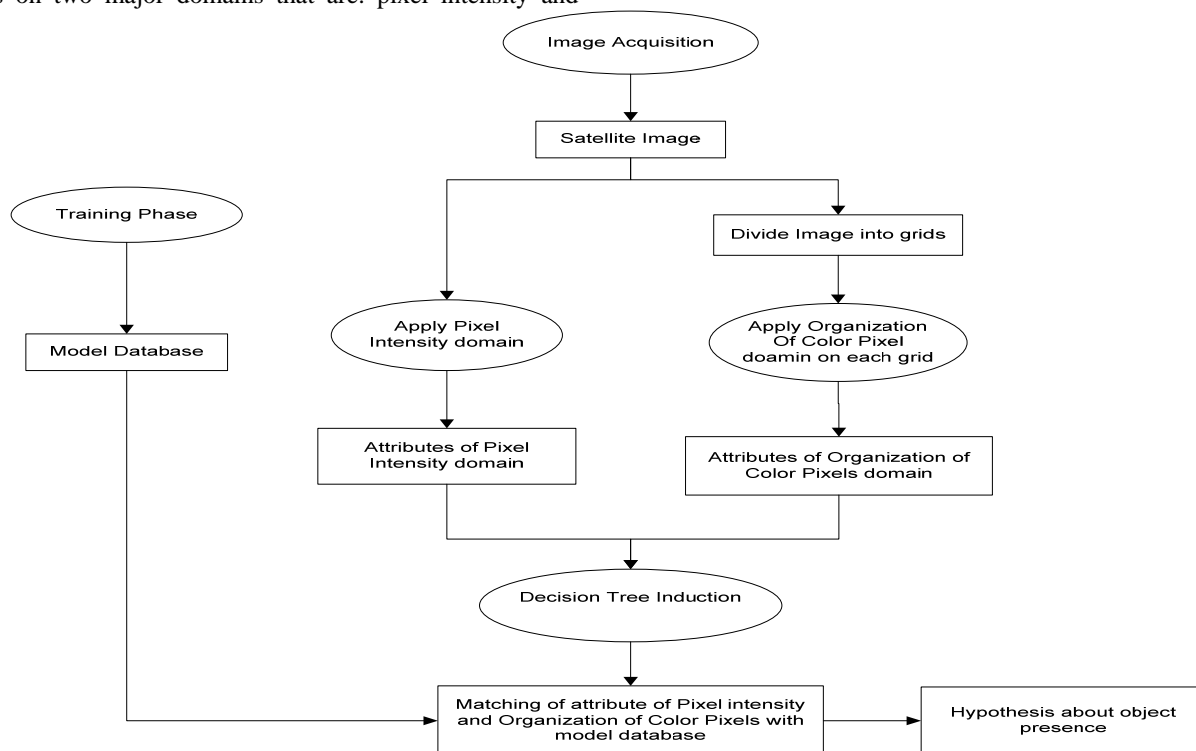 on two major domains that are: pixel intensity and
Image Acquisition
Satellite Image
Training Phase
Divide Image into grids
Apply Pixel
Intensity domain
Apply Organization
Of Color Pixel
doamin on each grid
Model Database
Attributes of Pixel
Intensity domain
Attributes of Organization of
Color Pixels domain
Decision Tree Induction
Matching of attribute of Pixel intensity
and Organization of Color Pixels with
model database
Hypothesis about object
presence